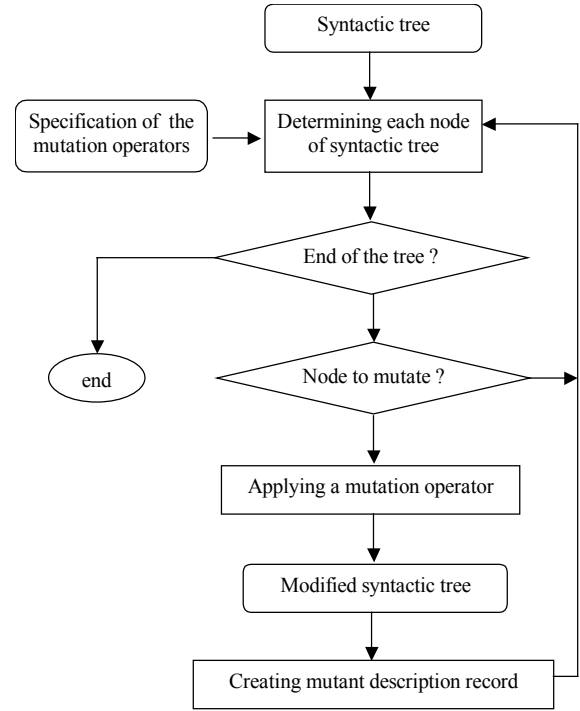 Syntactic tree
Specification of the
mutation operators
Determining each node
of syntactic tree
End of the tree ?
end
Node to mutate ?
Applying a mutation operator
Modified syntactic tree
Creating mutant description record